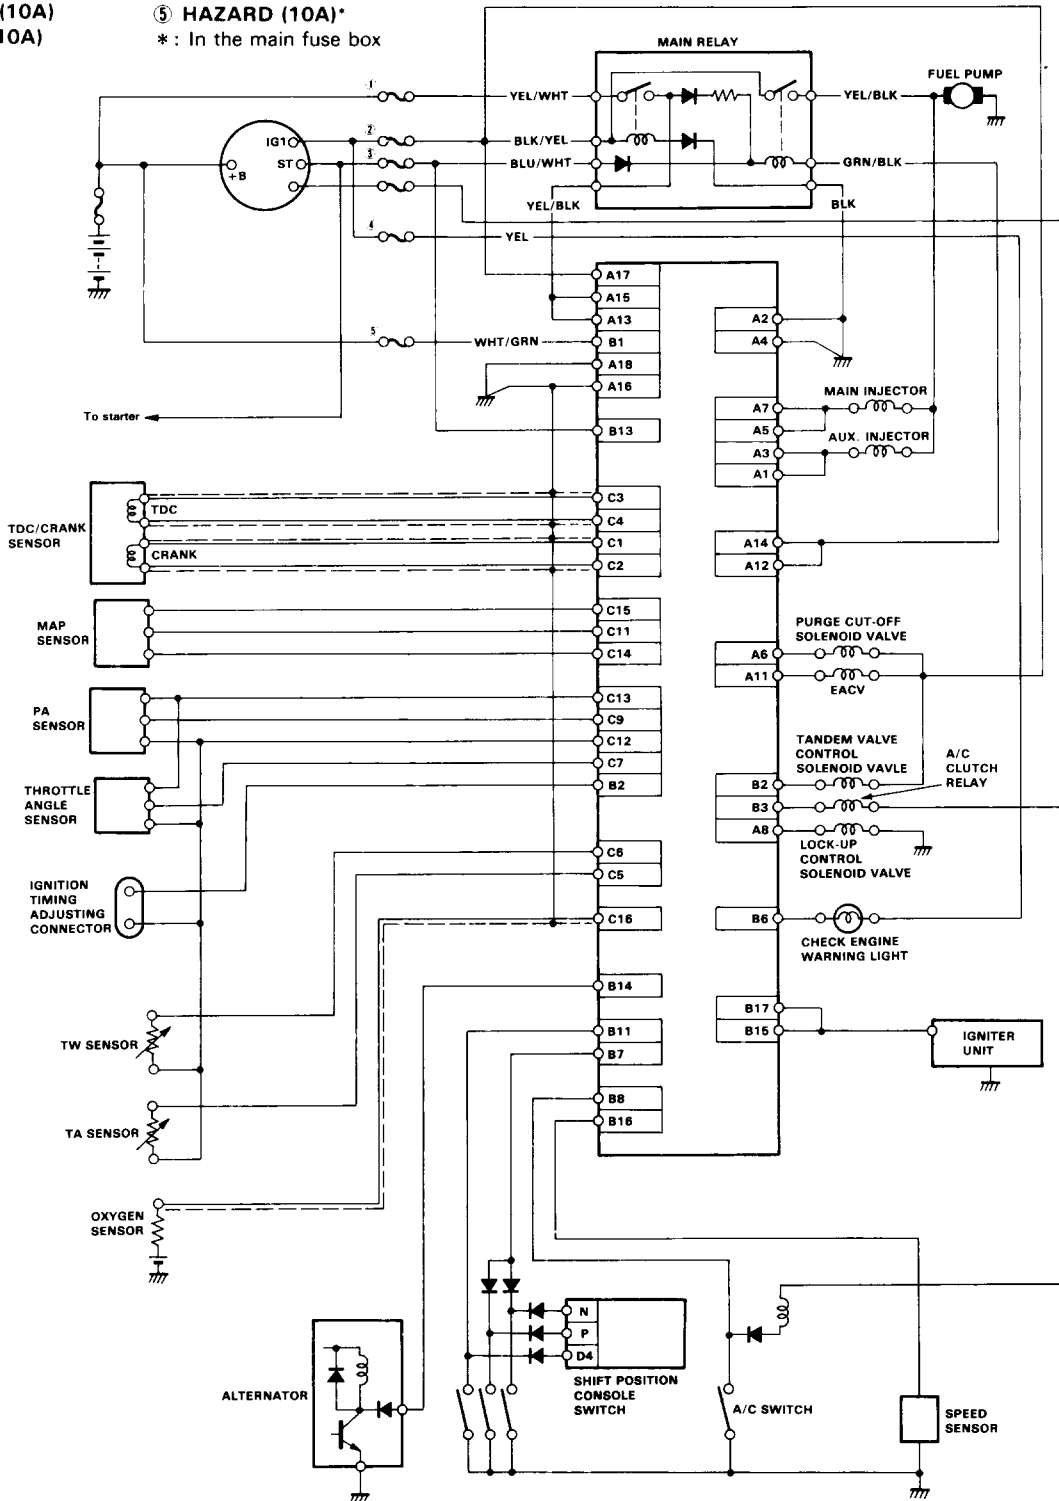 (10A)
⑤ HAZARD (10A)*
10A)
* : In the main fuse box
MAIN RELAY
FUEL PUMP
1
YEL/WHT
YEL/BLK
IG1
2
BLK/YEL
+B
ST
3
BLU/WHT
GRN/BLK
YEL/BLK
BLK
4
YEL
A17
A15
A13
A2
5
WHT/GRN
B1
A4
A18
A16
MAIN INJECTOR
To starter
A7
B13
A5
AUX. INJECTOR
A3
A1
TDC/CRANK
SENSOR
TDC
CRANK
C3
C4
C1
C2
A14
A12
MAP
SENSOR
C15
C11
C14
PURGE CUT-OFF
SOLENOID VALVE
A6
A11
EACV
PA
SENSOR
C13
C9
C12
C7
B2
THROTTLE
ANGLE
SENSOR
TANDEM VALVE
CONTROL
SOLENOID VAVLE
A/C
CLUTCH
RELAY
B2
B3
A8
LOCK-UP
CONTROL
SOLENOID VALVE
IGNITION
TIMING
ADJUSTING
CONNECTOR
C6
C5
C16
B6
CHECK ENGINE
WARNING LIGHT
B14
B11
B7
B17
B15
IGNITER
UNIT
TW SENSOR
B8
B16
TA SENSOR
OXYGEN
SENSOR
N
P
D4
SHIFT POSITION
CONSOLE
SWITCH
ALTERNATOR
A/C SWITCH
SPEED
SENSOR